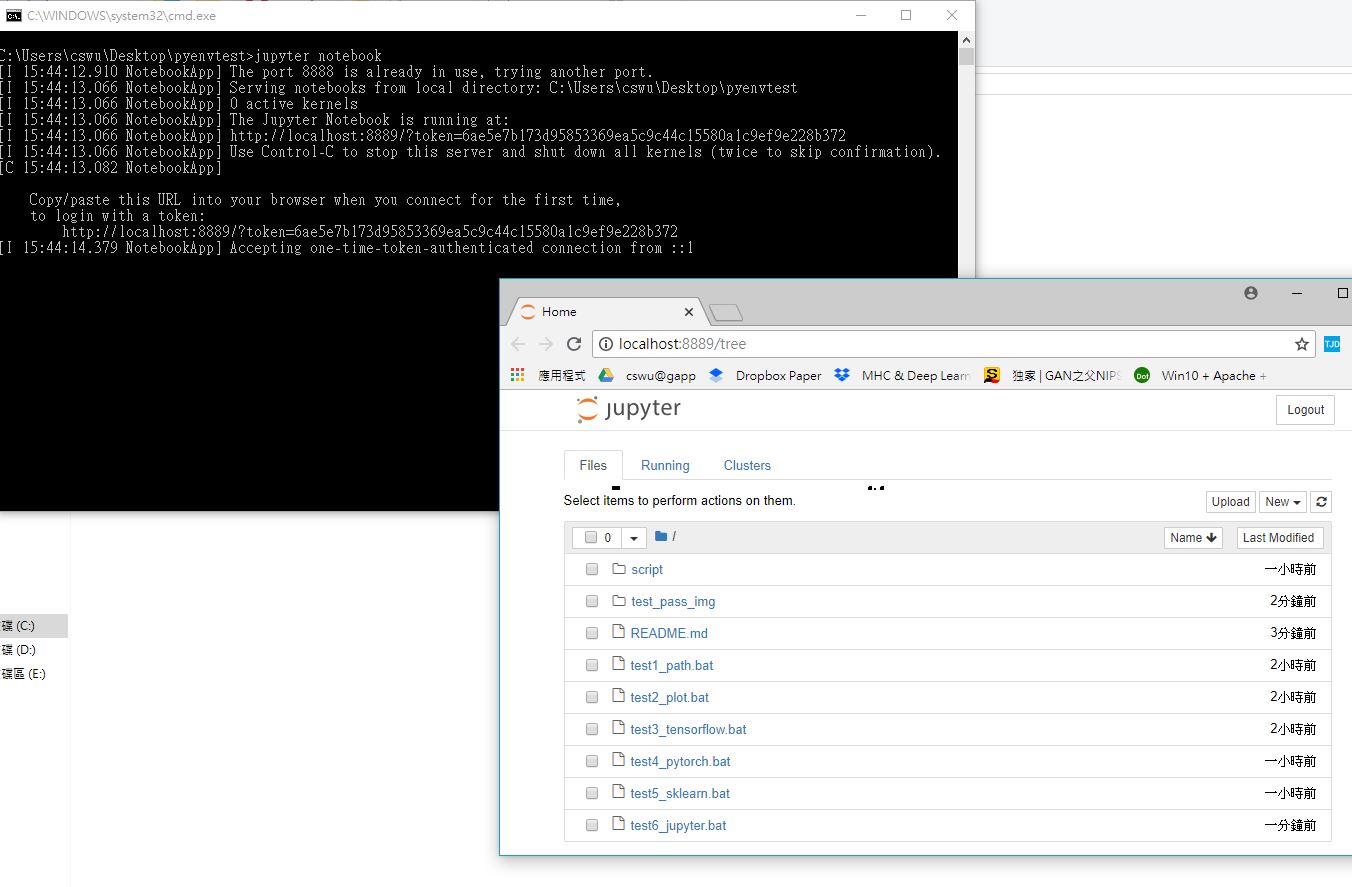 C:\WINDOWS\system32\cmd.exe
C:\Users\cswu\Desktop\pyenvtest>jupyter notebook
[I 15:44:12.910 NotebookApp] The port 8888 is already in use, trying another port.
[I 15:44:13.066 NotebookApp] Serving notebooks from local directory: C:\Users\cswu\Desktop\pyenvtest
[I 15:44:13.066 NotebookApp] 0 active kernels
[I 15:44:13.066 NotebookApp] The Jupyter Notebook is running at:
[I 15:44:13.066 NotebookApp] http://localhost:8889/?token=6ae5e7b173d95853369ea5c9c44c15580a1c9ef9e228b372
[I 15:44:13.066 NotebookApp] Use Control-C to stop this server and shut down all kernels (twice to skip confirmation).
[C 15:44:13.082 NotebookApp]
Copy/paste this URL into your browser when you connect for the first time,
to login with a token:
http://localhost:8889/?token=6ae5e7b173d95853369ea5c9c44c15580a1c9ef9e228b372
[I 15:44:14.379 NotebookApp] Accepting one-time-token-authenticated connection from ::1
Home
localhost:8889/tree
TJD
應用程式 cswu@gapp Dropbox Paper MHC & Deep Learn 独家 | GAN之父NIPS Dot Win10 + Apache +
jupyter
Logout
Files Running Clusters
Select items to perform actions on them.
Upload New
0 / Name Last Modified
script 一小時前
test_pass_img 2分鐘前
README.md 3分鐘前
test1_path.bat 2小時前
test2_plot.bat 2小時前
test3_tensorflow.bat 2小時前
test4_pytorch.bat 一小時前
test5_sklearn.bat 一小時前
test6_jupyter.bat 一分鐘前
碟 (C:)
碟 (D:)
碟區 (E:)